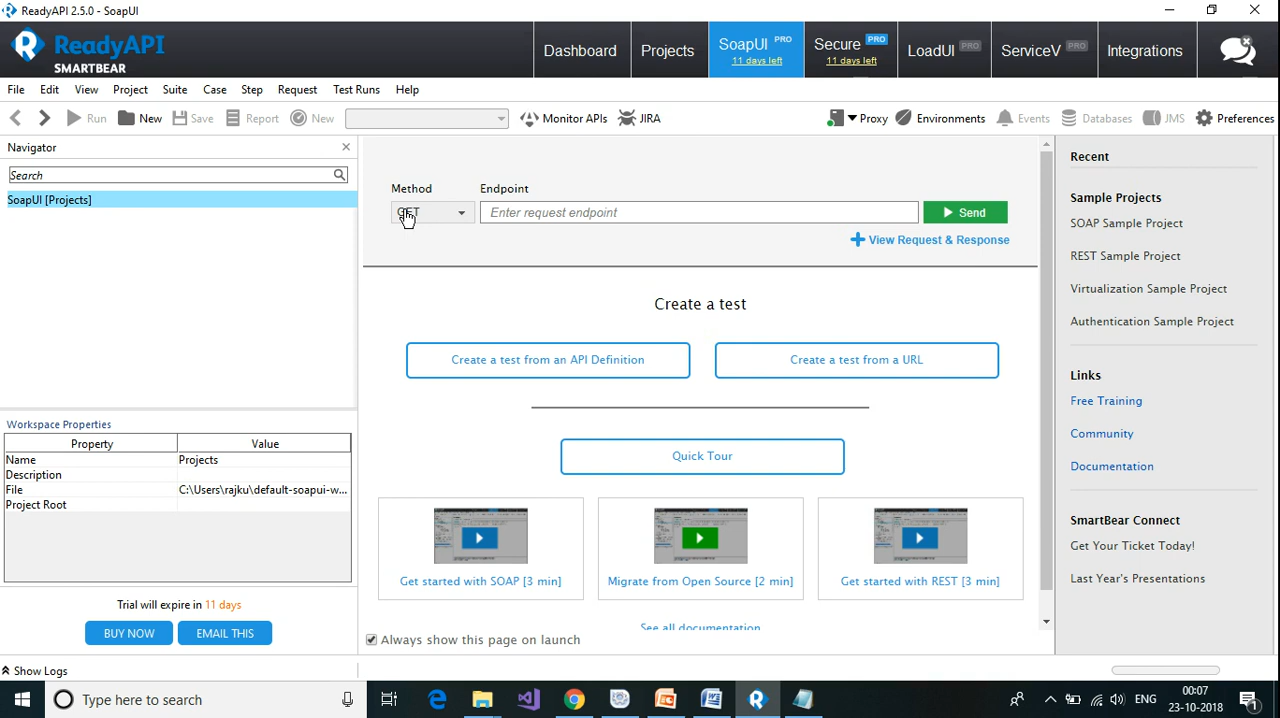 ReadyAPI 2.5.0 - SoapUI
ReadyAPI
SMARTBEAR
Dashboard
Projects
SoapUI PRO
11 days left
Secure PRO
11 days left
LoadUI PRO
ServiceV PRO
Integrations
File Edit View Project Suite Case Step Request Test Runs Help
Run New Save Report New Monitor APIs JIRA Proxy Environments Events Databases JMS Preferences
Navigator
Search
SoapUI [Projects]
Workspace Properties
Property Value
Name Projects
Description
File C:\Users\rajku\default-soapui-w...
Project Root
Trial will expire in 11 days
BUY NOW EMAIL THIS
Show Logs
Method Endpoint
GET Enter request endpoint Send
View Request & Response
Create a test
Create a test from an API Definition Create a test from a URL
Quick Tour
Get started with SOAP [3 min] Migrate from Open Source [2 min] Get started with REST [3 min]
See all documentation
Always show this page on launch
Recent
Sample Projects
SOAP Sample Project
REST Sample Project
Virtualization Sample Project
Authentication Sample Project
Links
Free Training
Community
Documentation
SmartBear Connect
Get Your Ticket Today!
Last Year's Presentations
Type here to search
ENG
00:07
23-10-2018
1